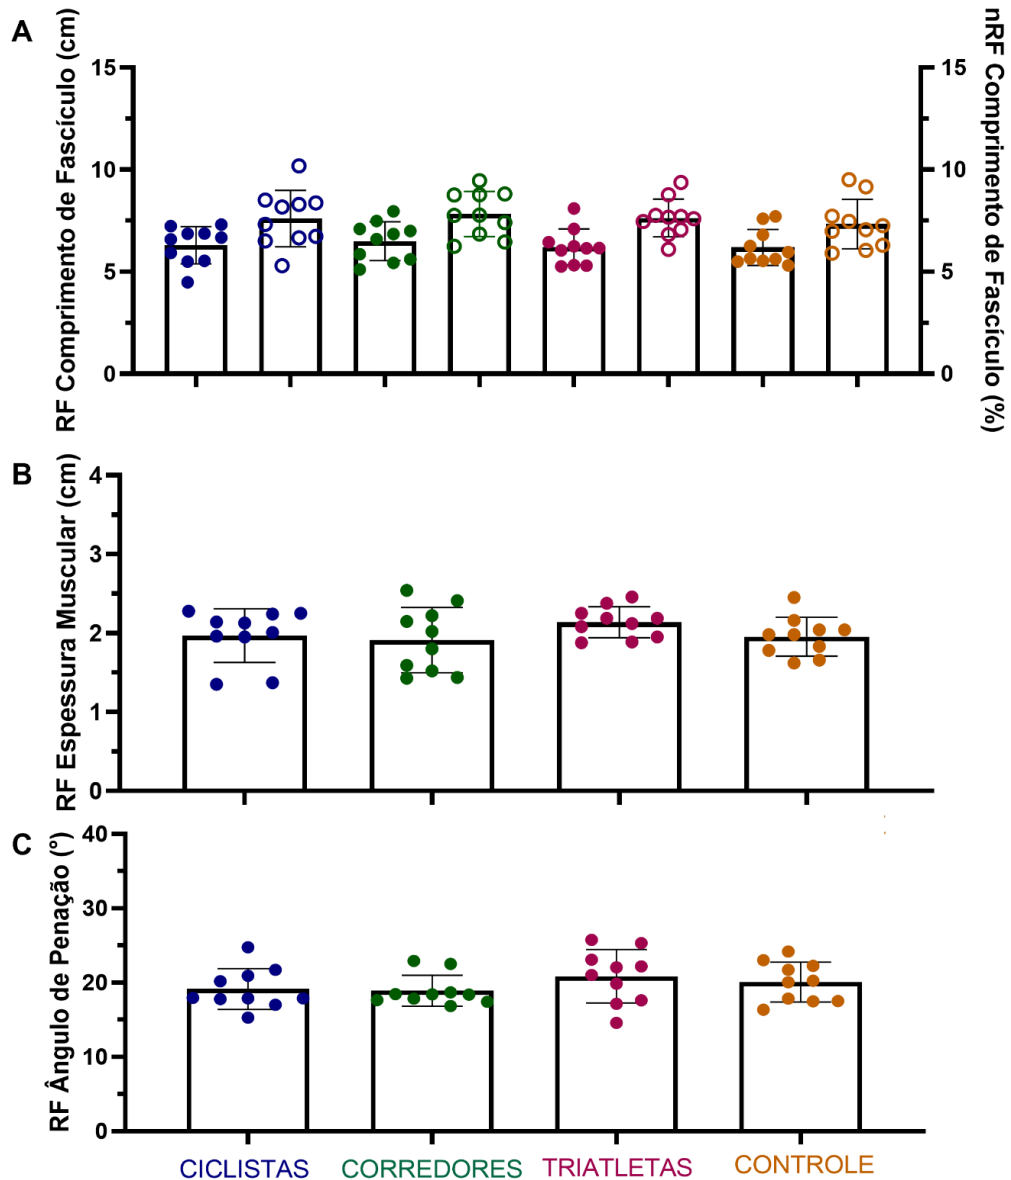 A
RF Comprimento de Fascículo (cm)
15
10
5
0
15
10
5
0
nRF Comprimento de Fascículo (%)
B
RF Espessura Muscular (cm)
4
3
2
1
0
C
RF Ângulo de Penação (°)
40
30
20
10
0
CICLISTAS
CORREDORES
TRIATLETAS
CONTROLE